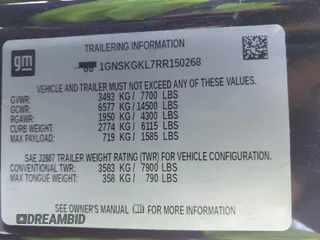 gm
TRAILERING INFORMATION
1GNSKGKL7RR150268
VEHICLE AND TRAILER MUST NOT EXCEED ANY OF THESE LIMITS:
GVWR: 3493 KG / 7700 LBS
GCWR: 6577 KG / 14500 LBS
RGAWR: 1950 KG / 4300 LBS
CURB WEIGHT: 2774 KG / 6115 LBS
MAX PAYLOAD: 719 KG / 1585 LBS
SAE J2807 TRAILER WEIGHT RATING (TWR) FOR VEHICLE CONFIGURATION.
CONVENTIONAL TWR: 3583 KG / 7900 LBS
MAX TONGUE WEIGHT: 358 KG / 790 LBS
SEE OWNER'S MANUAL FOR MORE INFORMATION.
DREAMBID